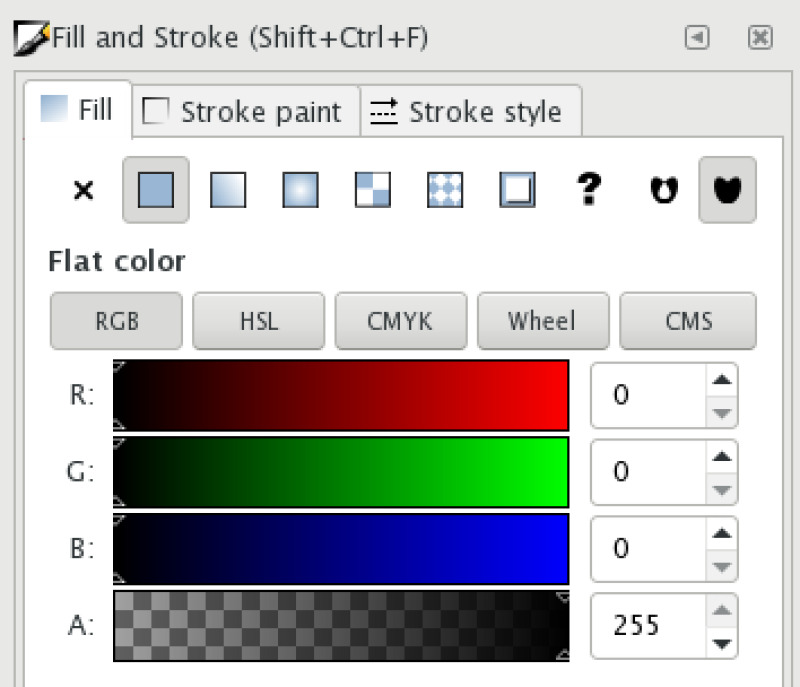 Fill and Stroke (Shift+Ctrl+F)
Fill Stroke paint Stroke style
?
Flat color
RGB HSL CMYK Wheel CMS
R: 0
G: 0
B: 0
A: 255